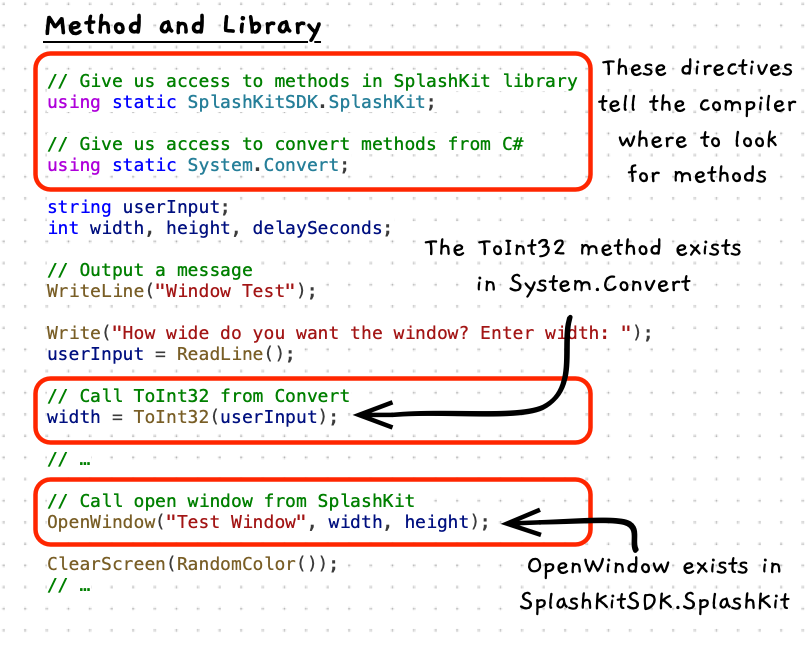 Method and Library
// Give us access to methods in SplashKit library
using static SplashKitSDK.SplashKit;
// Give us access to convert methods from C#
using static System.Convert;
These directives
tell the compiler
where to look
for methods
string userInput;
int width, height, delaySeconds;
The ToInt32 method exists
in System.Convert
// Output a message
WriteLine("Window Test");
Write("How wide do you want the window? Enter width: ");
userInput = ReadLine();
// Call ToInt32 from Convert
width = ToInt32(userInput);
// …
// Call open window from SplashKit
OpenWindow("Test Window", width, height);
ClearScreen(RandomColor());
// …
OpenWindow exists in
SplashKitSDK.SplashKit